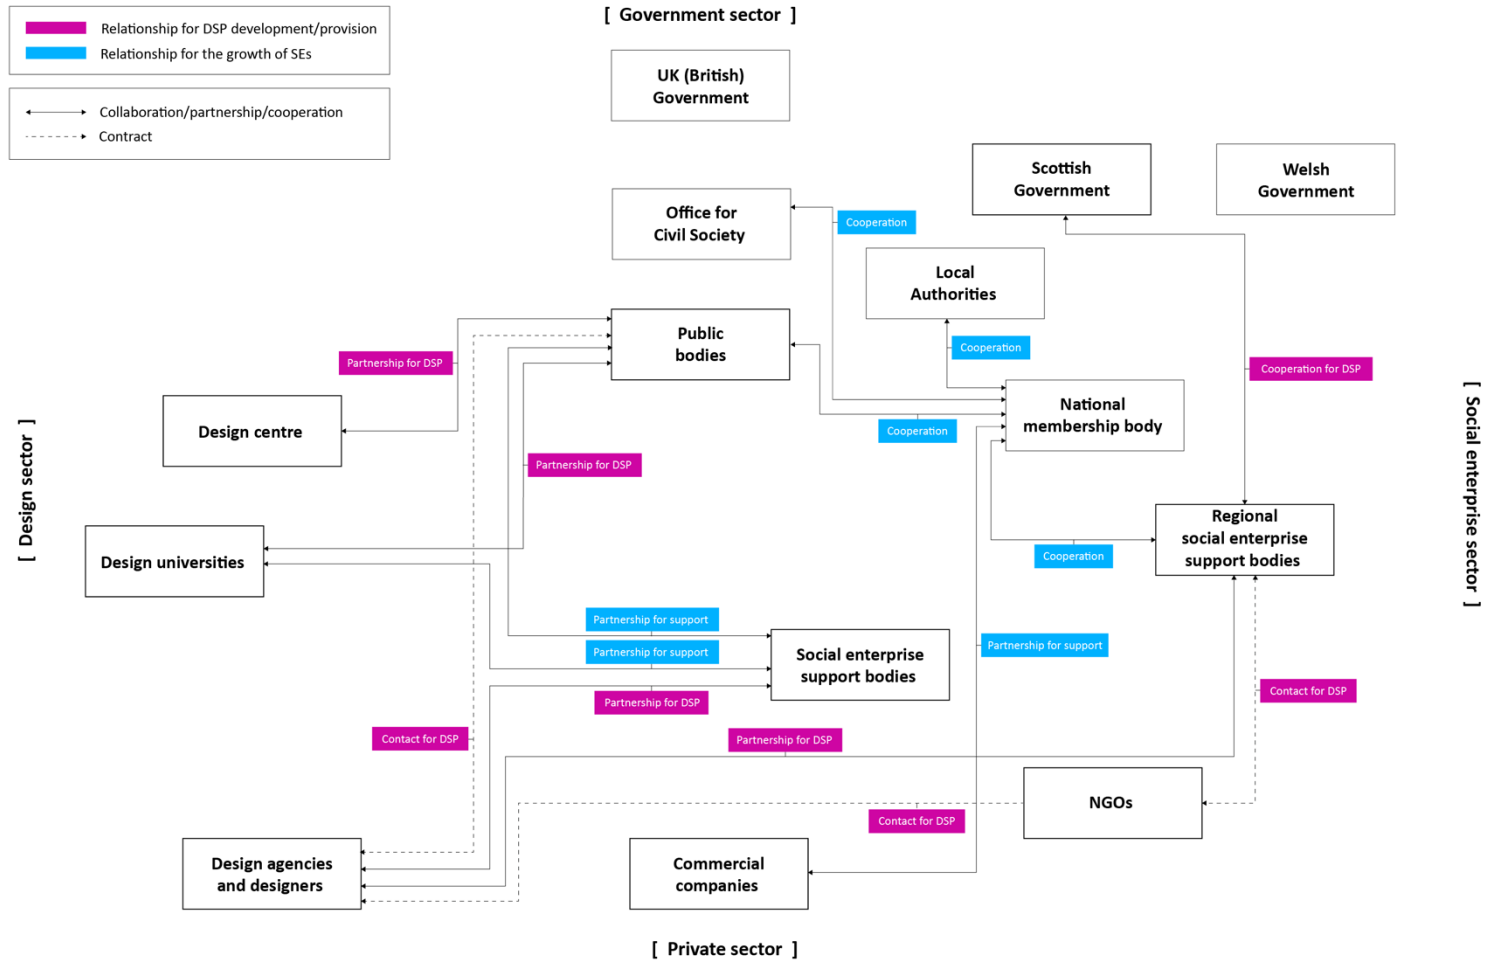 [ Government sector ]
Relationship for DSP development/provision
Relationship for the growth of SEs
Collaboration/partnership/cooperation
Contract
UK (British)
Government
Scottish
Government
Welsh
Government
Office for
Civil Society
Cooperation
Local
Authorities
Public
bodies
Cooperation
Partnership for DSP
Cooperation for DSP
National
membership body
Design centre
Cooperation
[ Design sector ]
[ Social enterprise sector ]
Partnership for DSP
Regional
social enterprise
support bodies
Design universities
Cooperation
Partnership for support
Partnership for support
Social enterprise
support bodies
Partnership for support
Partnership for DSP
Contact for DSP
Contact for DSP
Partnership for DSP
NGOs
Contact for DSP
Design agencies
and designers
Commercial
companies
[ Private sector ]